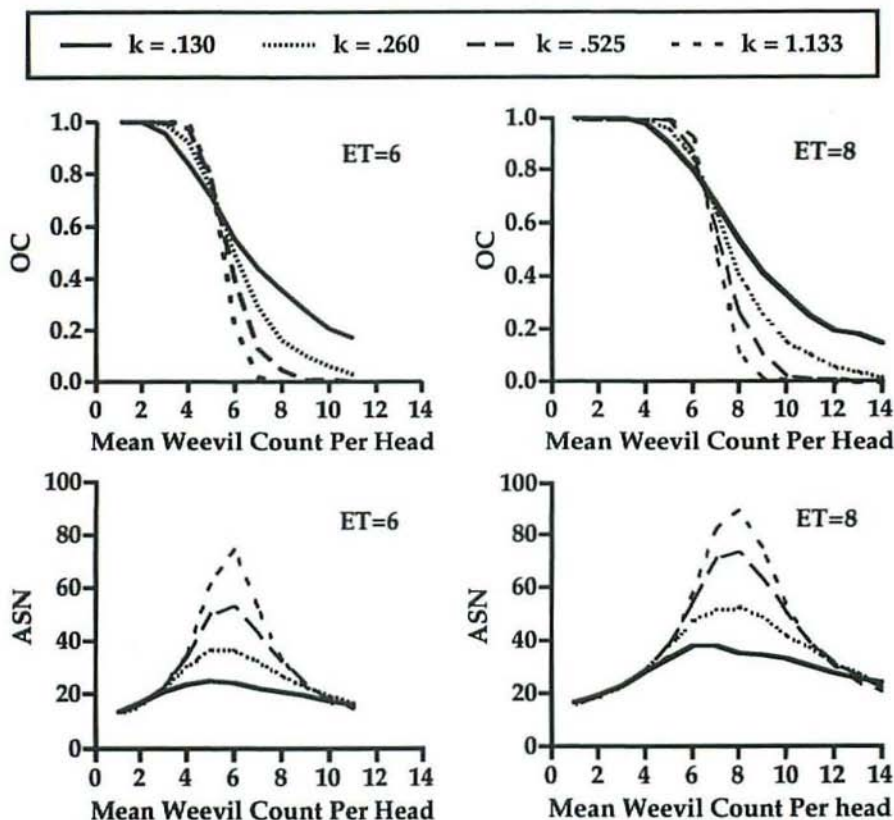 k = .130 k = .260 k = .525 k = 1.133
OC
1.0
0.8
0.6
0.4
0.2
0.0
ET=6
0 2 4 6 8 10 12 14
Mean Weevil Count Per Head
OC
1.0
0.8
0.6
0.4
0.2
0.0
ET=8
0 2 4 6 8 10 12 14
Mean Weevil Count Per Head
ASN
100
80
60
40
20
0
ET=6
0 2 4 6 8 10 12 14
Mean Weevil Count Per Head
ASN
100
80
60
40
20
0
ET=8
0 2 4 6 8 10 12 14
Mean Weevil Count Per head